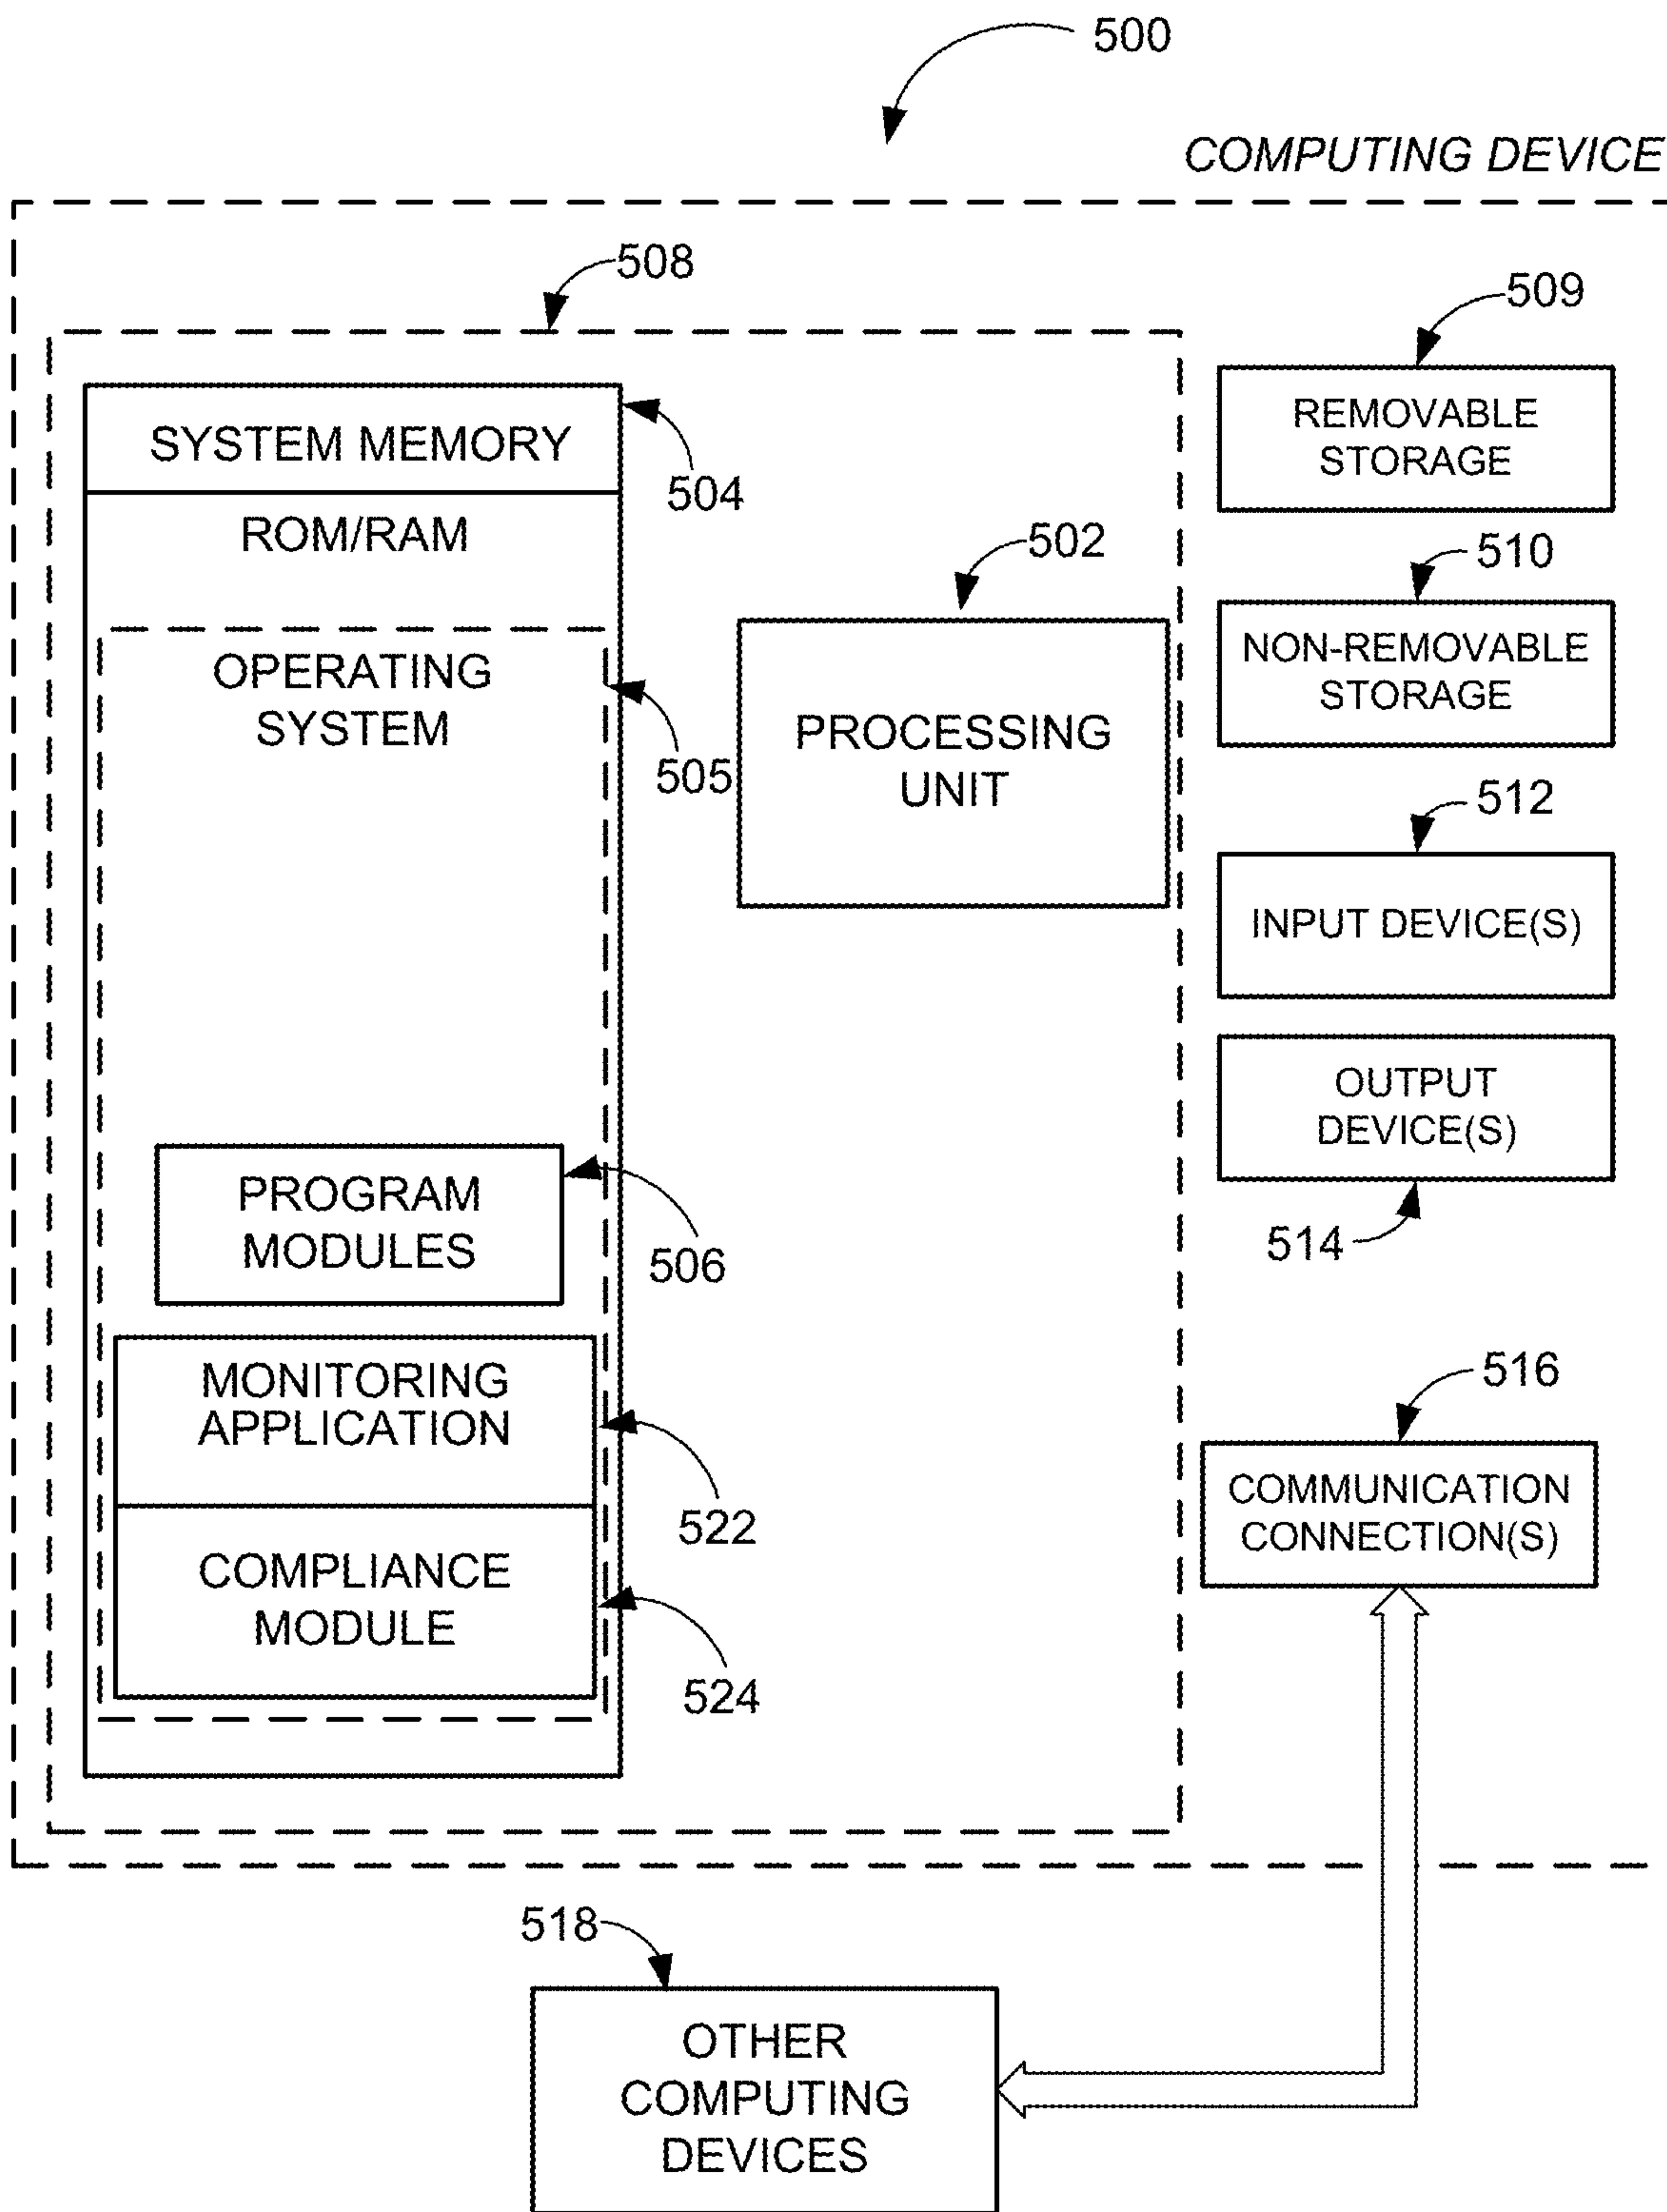 500
COMPUTING DEVICE
508
509
SYSTEM MEMORY
504
REMOVABLE
STORAGE
ROM/RAM
502
510
OPERATING
SYSTEM
505
PROCESSING
UNIT
NON-REMOVABLE
STORAGE
512
INPUT DEVICE(S)
OUTPUT
DEVICE(S)
514
PROGRAM
MODULES
506
MONITORING
APPLICATION
522
516
COMMUNICATION
CONNECTION(S)
COMPLIANCE
MODULE
524
518
OTHER
COMPUTING
DEVICES